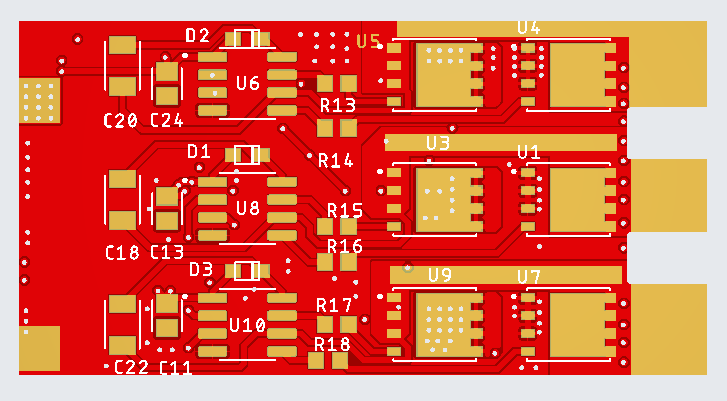 D2 U5 U4
U6
R13
C20 C24
U3
D1 R14 U1
R15
U8
R16
C18 C13
D3 U9 U7
R17
U10
R18
C22 C11